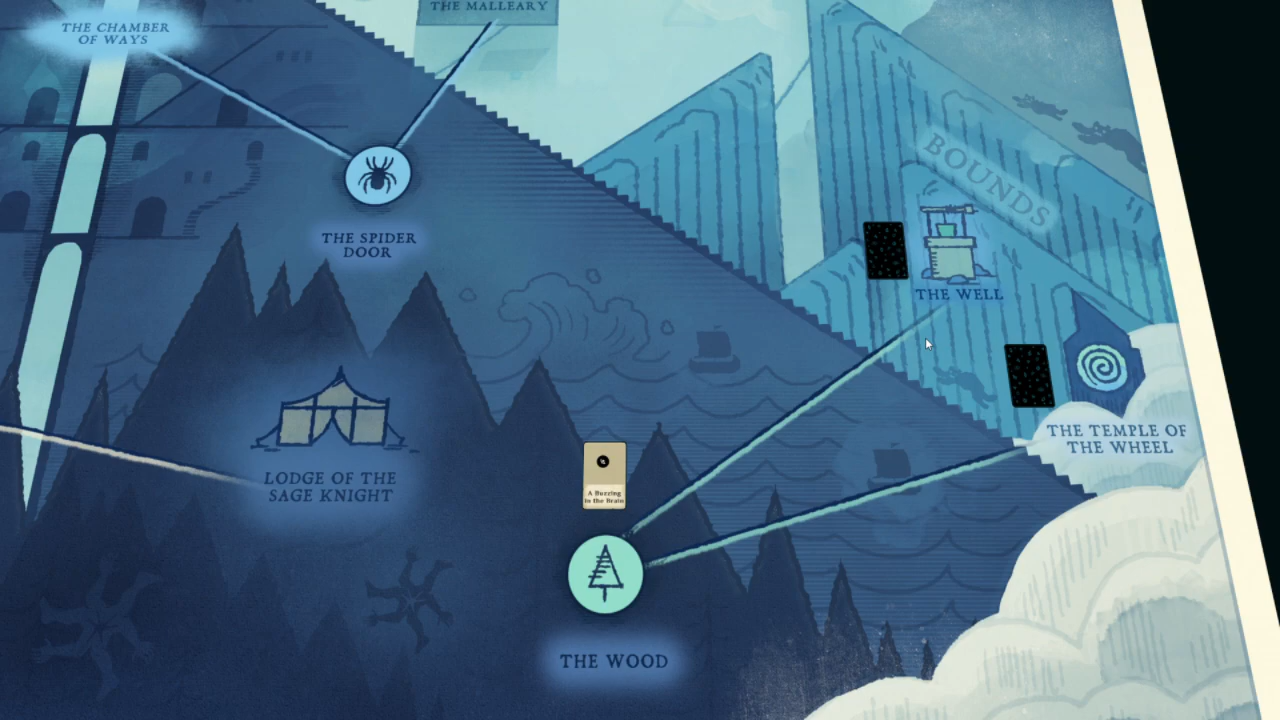 THE MALLEARY
THE CHAMBER
OF WAYS
BOUNDS
THE SPIDER
DOOR
THE WELL
THE TEMPLE OF
THE WHEEL
LODGE OF THE
SAGE KNIGHT
A Buzzing
in the Brain
THE WOOD